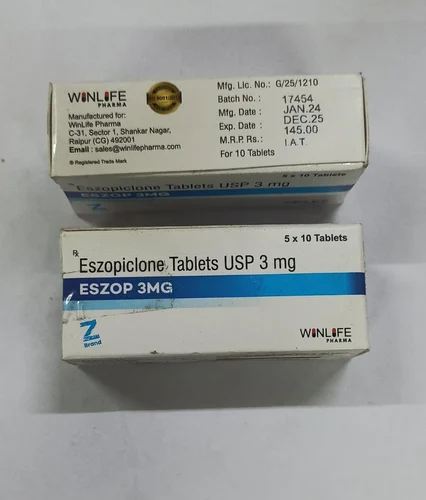 WINLIFE
PHARMA
Manufactured for:
WinLife Pharma
C-31, Sector 1, Shankar Nagar,
Raipur (CG) 492001
Email : sales@winlifepharma.com
® Registered Trade Mark
Mfg. Lic. No.: G/25/1210
Batch No. : 17454
Mfg. Date : JAN.24
Exp. Date : DEC.25
M.R.P. Rs.: 145.00
I.A.T.
For 10 Tablets
Eszopiclone Tablets USP 3 mg
ESZOP 3MG
Z
5 x 10 Tablets
Rx
Eszopiclone Tablets USP 3 mg
ESZOP 3MG
Z
Brand
WINLIFE
PHARMA